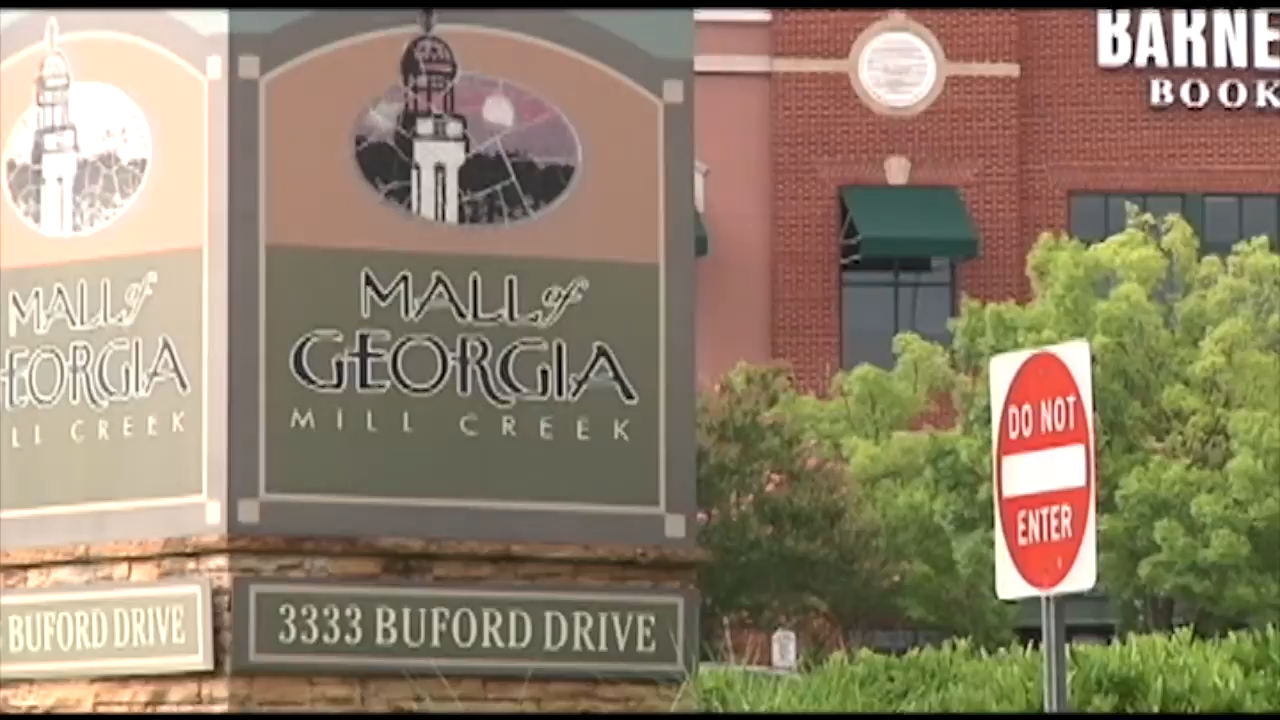 MALL of
EORGIA
LL CREEK
BUFORD DRIVE
MALL of
GEORGIA
MILL CREEK
3333 BUFORD DRIVE
BARNE
BOOK
DO NOT
ENTER